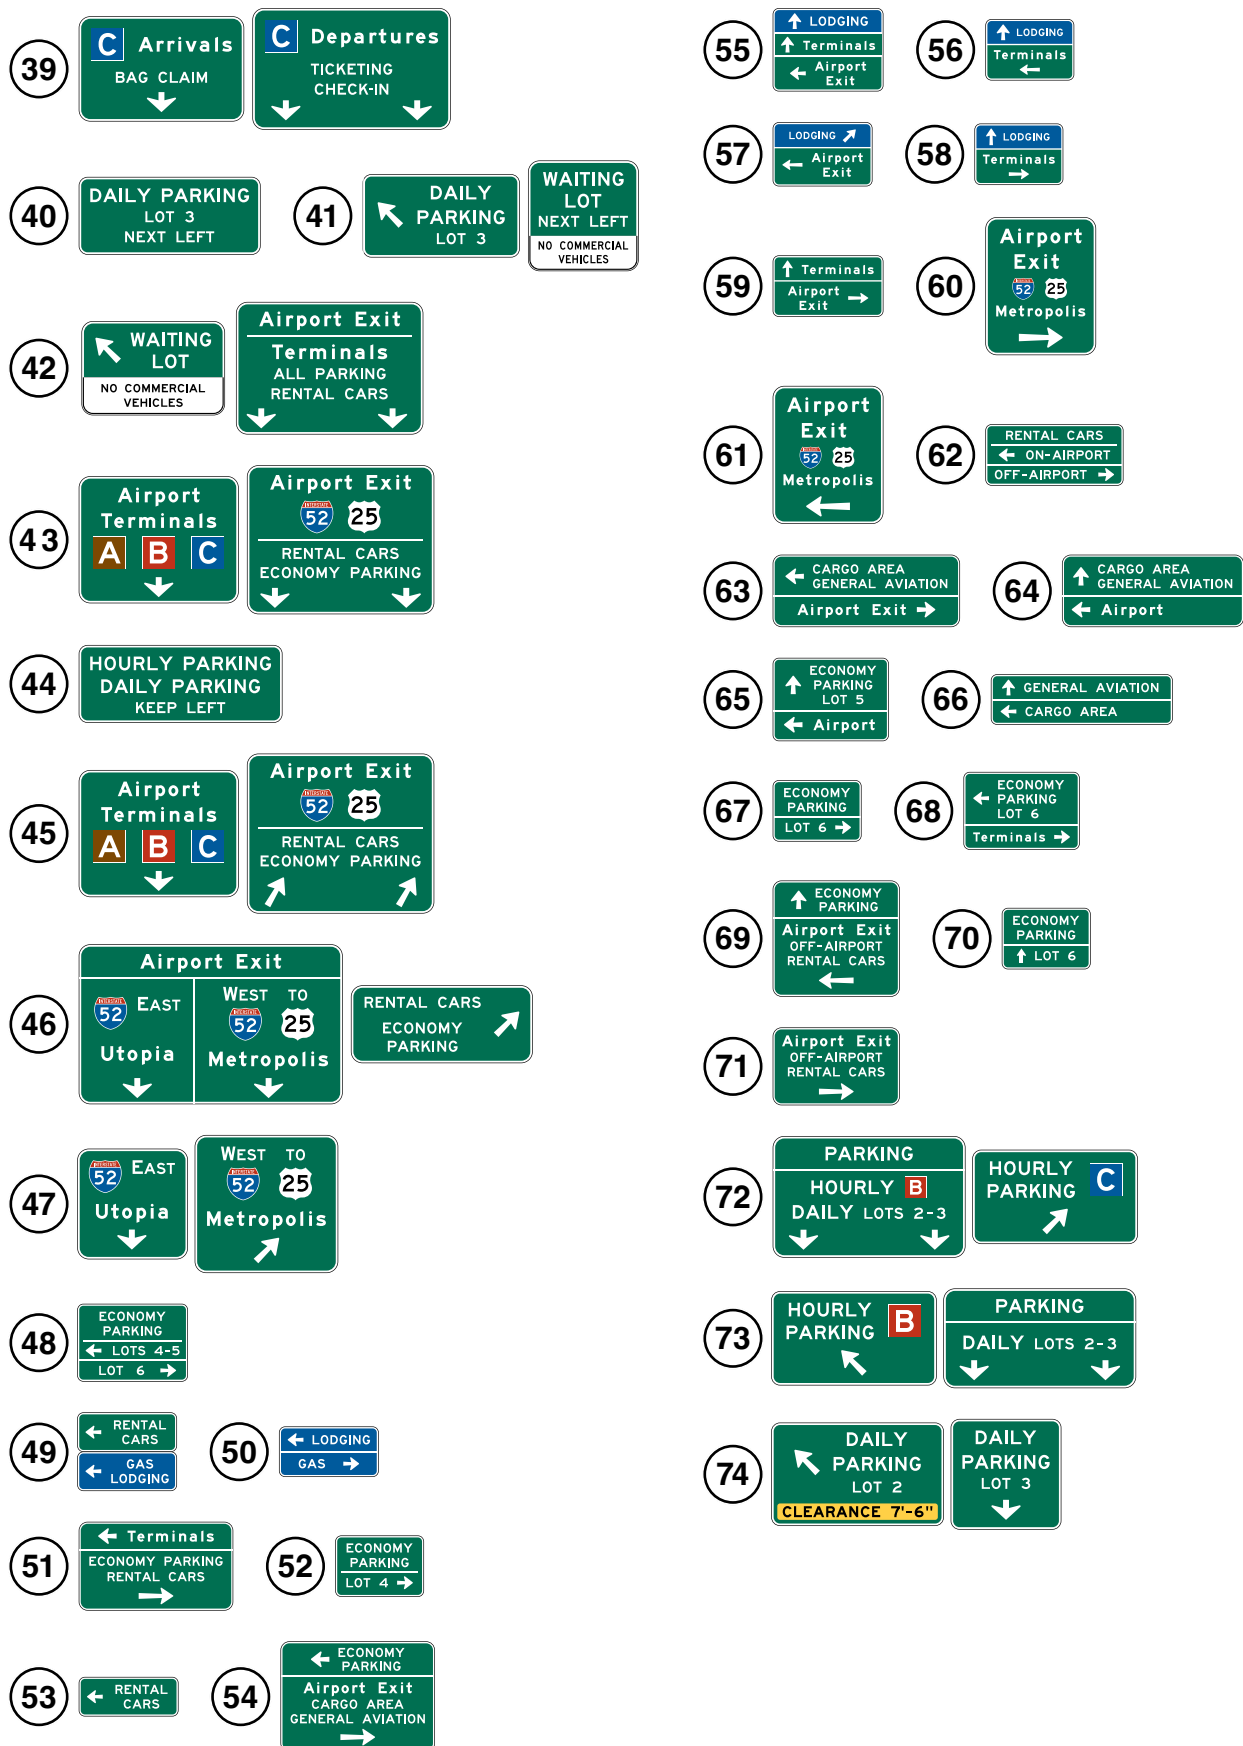 39
C Arrivals
BAG CLAIM
C Departures
TICKETING
CHECK-IN
40
DAILY PARKING
LOT 3
NEXT LEFT
41
DAILY
PARKING
LOT 3
WAITING
LOT
NEXT LEFT
NO COMMERCIAL
VEHICLES
42
WAITING
LOT
NO COMMERCIAL
VEHICLES
Airport Exit
Terminals
ALL PARKING
RENTAL CARS
43
Airport
Terminals
A B C
Airport Exit
INTERSTATE
52 25
RENTAL CARS
ECONOMY PARKING
44
HOURLY PARKING
DAILY PARKING
KEEP LEFT
45
Airport
Terminals
A B C
Airport Exit
INTERSTATE
52 25
RENTAL CARS
ECONOMY PARKING
46
Airport Exit
INTERSTATE
52 EAST
Utopia
WEST TO
INTERSTATE
52 25
Metropolis
RENTAL CARS
ECONOMY
PARKING
47
INTERSTATE
52 EAST
Utopia
WEST TO
INTERSTATE
52 25
Metropolis
48
ECONOMY
PARKING
LOTS 4-5
LOT 6
49
RENTAL
CARS
GAS
LODGING
50
LODGING
GAS
51
Terminals
ECONOMY PARKING
RENTAL CARS
52
ECONOMY
PARKING
LOT 4
53
RENTAL
CARS
54
ECONOMY
PARKING
Airport Exit
CARGO AREA
GENERAL AVIATION
55
LODGING
Terminals
Airport
Exit
56
LODGING
Terminals
57
LODGING
Airport
Exit
58
LODGING
Terminals
59
Terminals
Airport
Exit
60
Airport
Exit
52 25
Metropolis
61
Airport
Exit
52 25
Metropolis
62
RENTAL CARS
ON-AIRPORT
OFF-AIRPORT
63
CARGO AREA
GENERAL AVIATION
Airport Exit
64
CARGO AREA
GENERAL AVIATION
Airport
65
ECONOMY
PARKING
LOT 5
Airport
66
GENERAL AVIATION
CARGO AREA
67
ECONOMY
PARKING
LOT 6
68
ECONOMY
PARKING
LOT 6
Terminals
69
ECONOMY
PARKING
Airport Exit
OFF-AIRPORT
RENTAL CARS
70
ECONOMY
PARKING
LOT 6
71
Airport Exit
OFF-AIRPORT
RENTAL CARS
72
PARKING
HOURLY B
DAILY LOTS 2-3
HOURLY
PARKING C
73
HOURLY
PARKING B
PARKING
DAILY LOTS 2-3
74
DAILY
PARKING
LOT 2
CLEARANCE 7'-6"
DAILY
PARKING
LOT 3